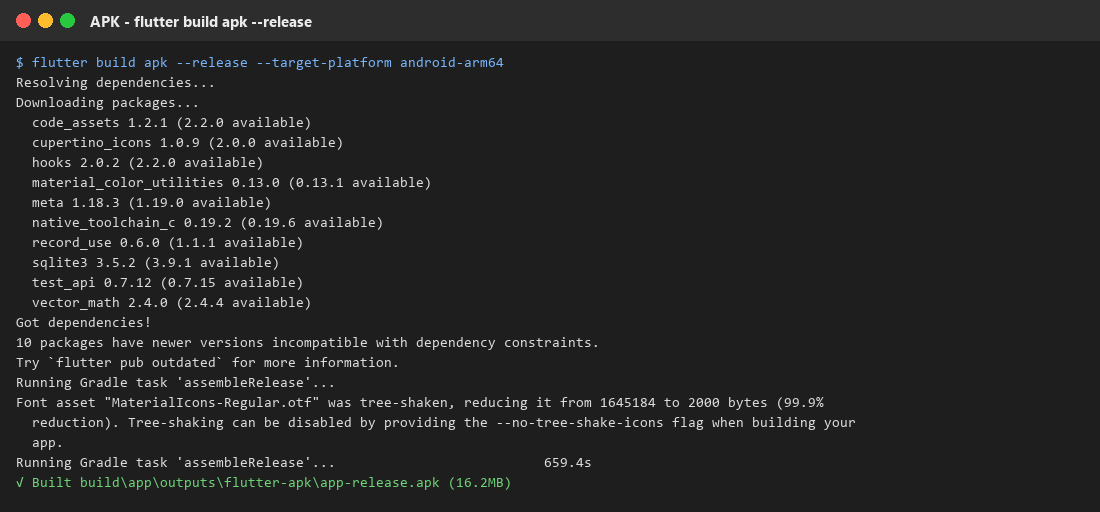 APK - flutter build apk --release
$ flutter build apk --release --target-platform android-arm64
Resolving dependencies...
Downloading packages...
  code_assets 1.2.1 (2.2.0 available)
  cupertino_icons 1.0.9 (2.0.0 available)
  hooks 2.0.2 (2.2.0 available)
  material_color_utilities 0.13.0 (0.13.1 available)
  meta 1.18.3 (1.19.0 available)
  native_toolchain_c 0.19.2 (0.19.6 available)
  record_use 0.6.0 (1.1.1 available)
  sqlite3 3.5.2 (3.9.1 available)
  test_api 0.7.12 (0.7.15 available)
  vector_math 2.4.0 (2.4.4 available)
Got dependencies!
10 packages have newer versions incompatible with dependency constraints.
Try `flutter pub outdated` for more information.
Running Gradle task 'assembleRelease'...
Font asset "MaterialIcons-Regular.otf" was tree-shaken, reducing it from 1645184 to 2000 bytes (99.9%
  reduction). Tree-shaking can be disabled by providing the --no-tree-shake-icons flag when building your
  app.
Running Gradle task 'assembleRelease'...                          659.4s
√ Built build\app\outputs\flutter-apk\app-release.apk (16.2MB)